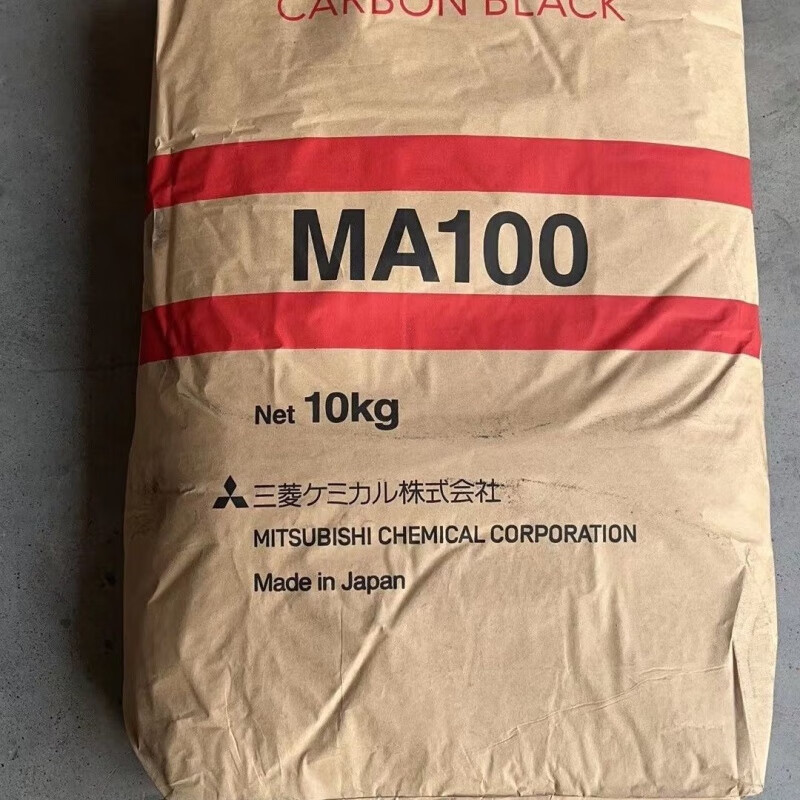 CARBON BLACK
MA100
Net 10kg
三菱ケミカル株式会社
MITSUBISHI CHEMICAL CORPORATION
Made in Japan